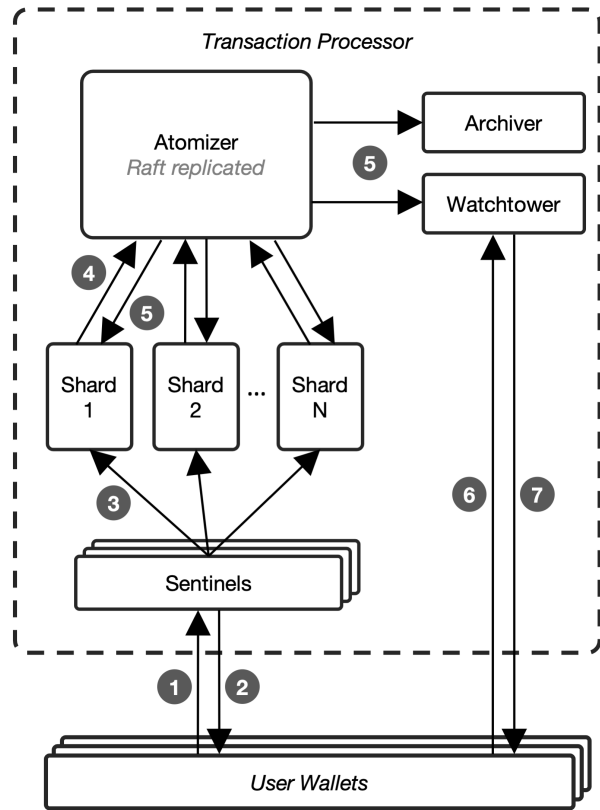 Transaction Processor
Atomizer
Raft replicated
Archiver
5
Watchtower
4
5
Shard
1
Shard
2
...
Shard
N
3
6
7
Sentinels
1
2
User Wallets